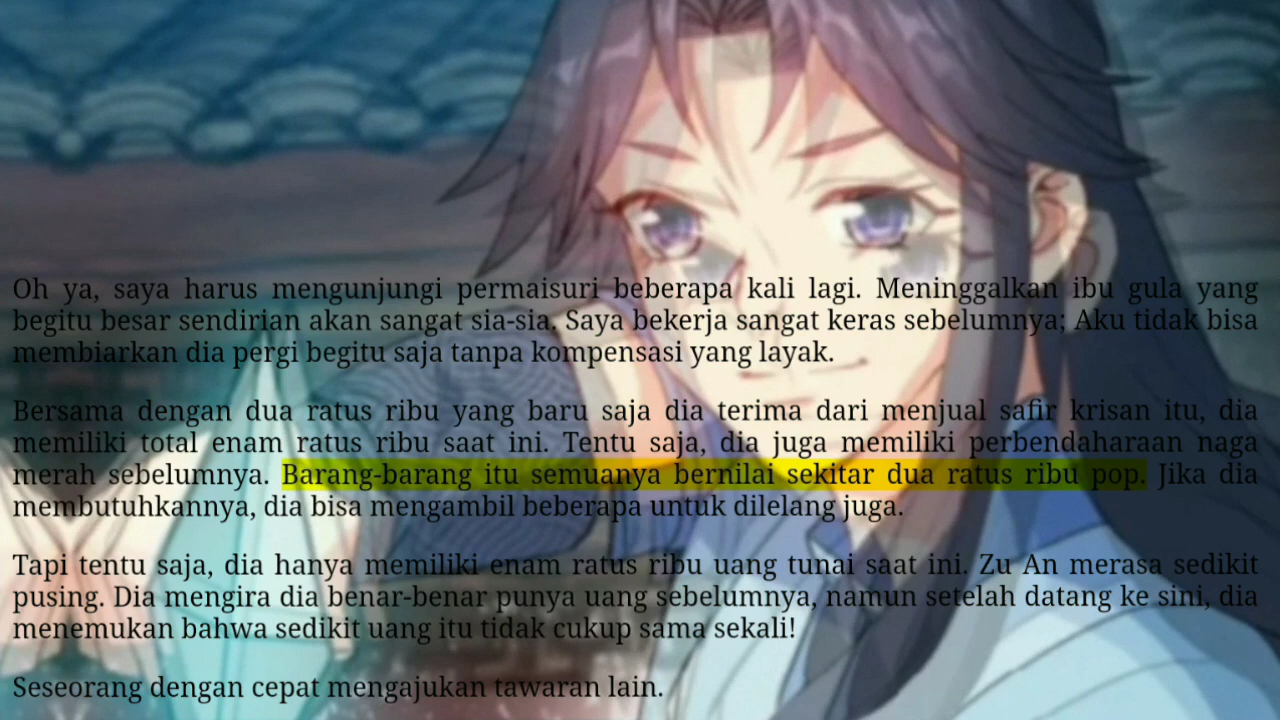 Oh ya, saya harus mengunjungi permaisuri beberapa kali lagi. Meninggalkan ibu gula yang
begitu besar sendirian akan sangat sia-sia. Saya bekerja sangat keras sebelumnya; Aku tidak bisa
membiarkan dia pergi begitu saja tanpa kompensasi yang layak.
Bersama dengan dua ratus ribu yang baru saja dia terima dari menjual safir krisan itu, dia
memiliki total enam ratus ribu saat ini. Tentu saja, dia juga memiliki perbendaharaan naga
merah sebelumnya. Barang-barang itu semuanya bernilai sekitar dua ratus ribu pop. Jika dia
membutuhkannya, dia bisa mengambil beberapa untuk dilelang juga.
Tapi tentu saja, dia hanya memiliki enam ratus ribu uang tunai saat ini. Zu An merasa sedikit
pusing. Dia mengira dia benar-benar punya uang sebelumnya, namun setelah datang ke sini, dia
menemukan bahwa sedikit uang itu tidak cukup sama sekali!
Seseorang dengan cepat mengajukan tawaran lain.